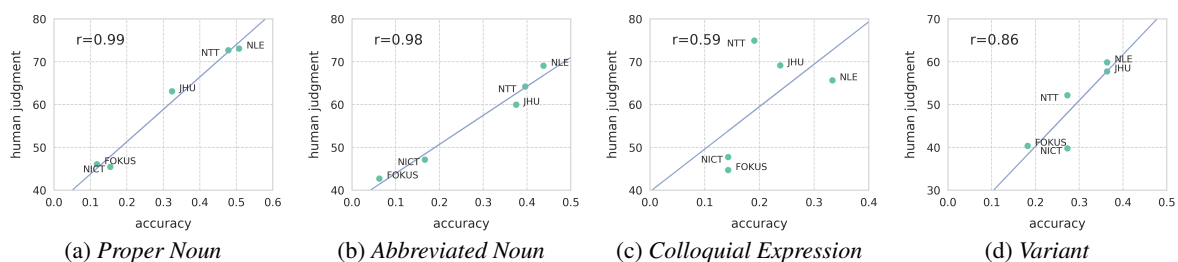 80
70
60
50
40
human judgment
r=0.99
NTT
NLE
JHU
FOKUS
NICT
0.0 0.1 0.2 0.3 0.4 0.5 0.6
accuracy
(a) Proper Noun
80
70
60
50
40
human judgment
r=0.98
NLE
NTT
JHU
NICT
FOKUS
0.0 0.1 0.2 0.3 0.4 0.5
accuracy
(b) Abbreviated Noun
80
70
60
50
40
human judgment
r=0.59
NTT
JHU
NLE
NICT
FOKUS
0.0 0.1 0.2 0.3 0.4
accuracy
(c) Colloquial Expression
70
60
50
40
30
human judgment
r=0.86
NLE
JHU
NTT
FOKUS
NICT
0.0 0.1 0.2 0.3 0.4 0.5
accuracy
(d) Variant